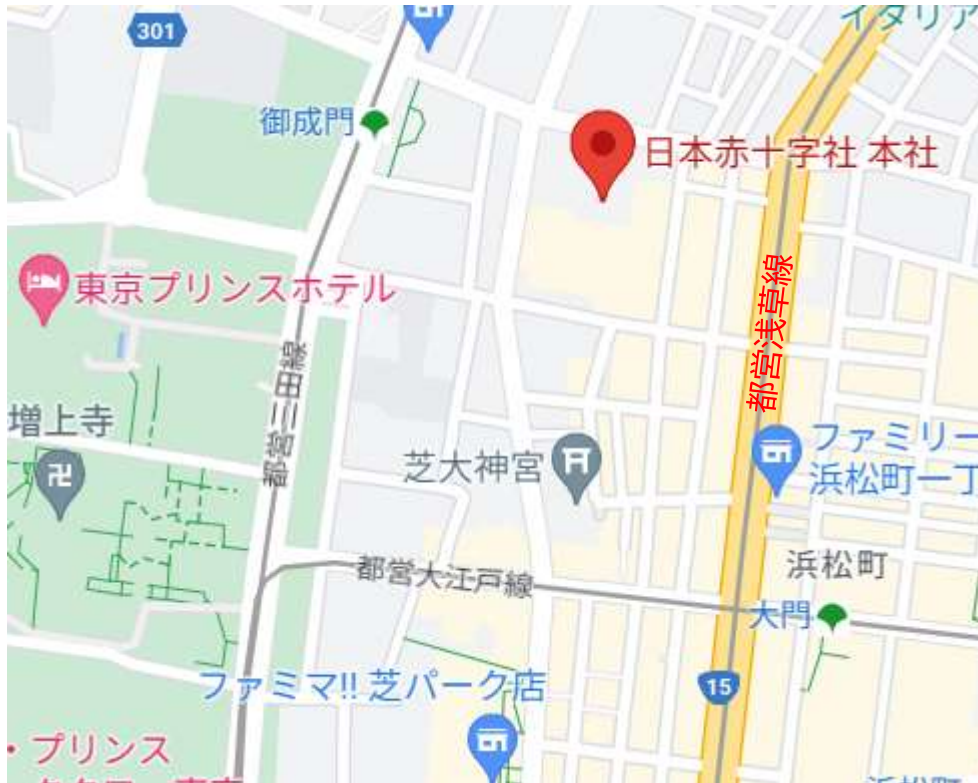 イタリア
301
御成門
日本赤十字社 本社
東京プリンスホテル
都営浅草線
都営三田線
増上寺
ファミリー
浜松町一丁
芝大神宮
浜松町
都営大江戸線
大門
ファミマ!! 芝パーク店
15
・プリンス
浜松町